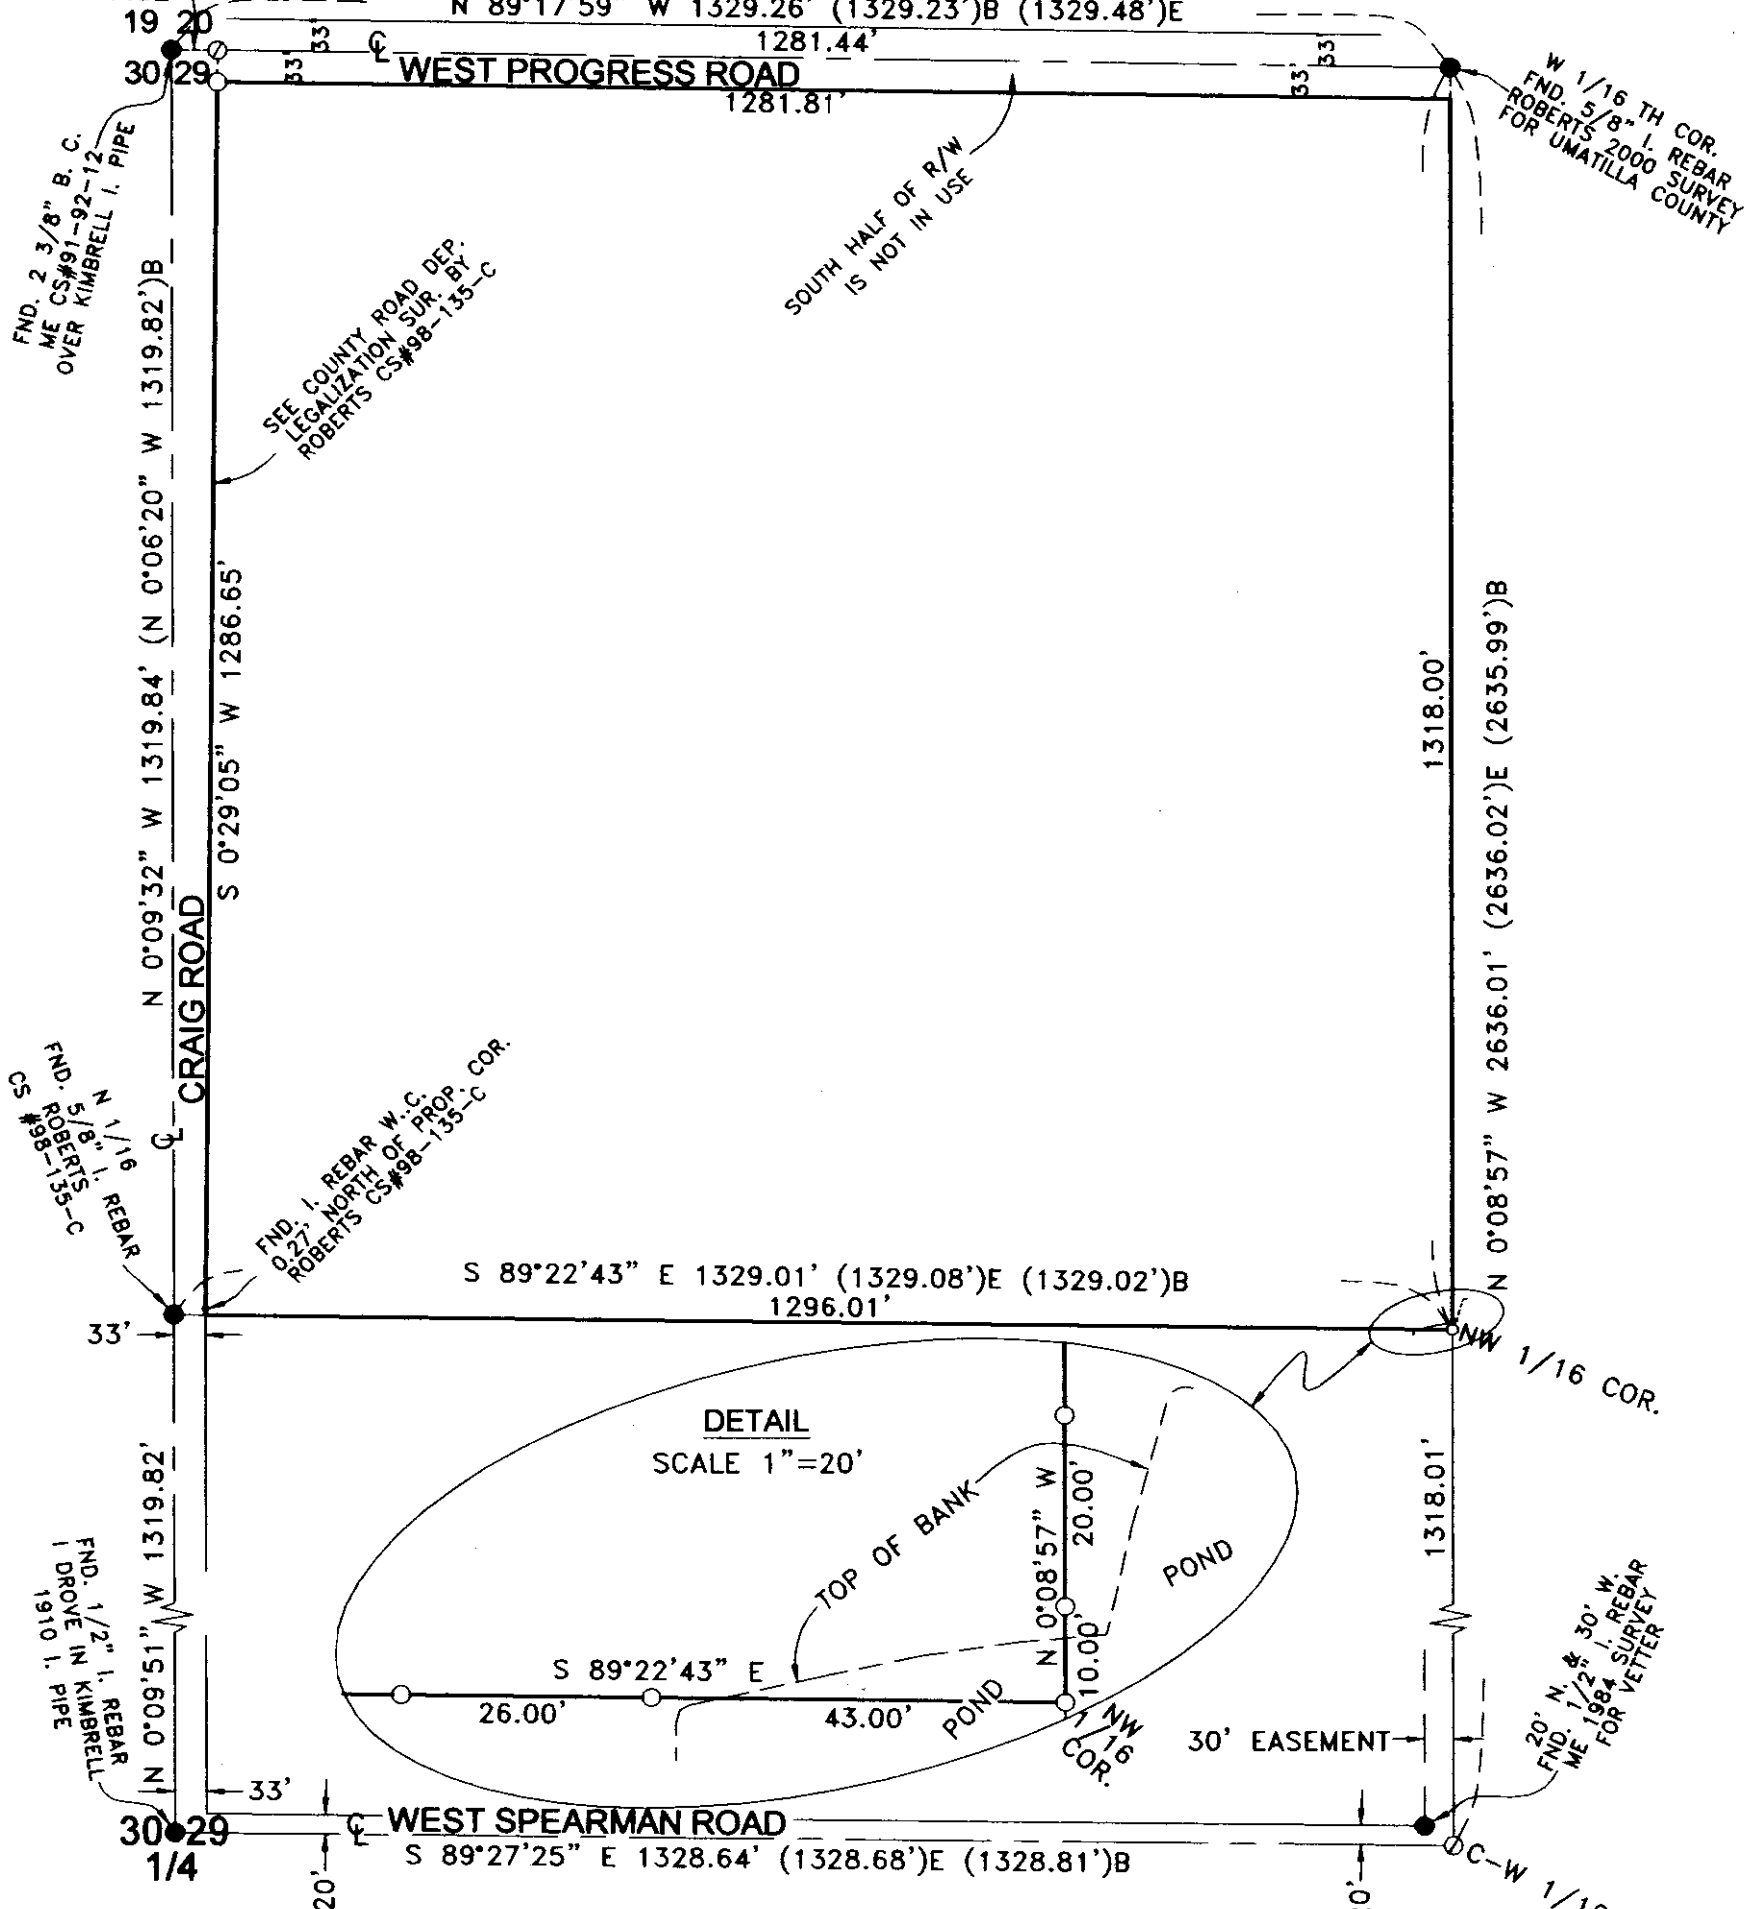 N 89°17'59" W 1329.26' (1329.23')B (1329.48')E
19 20
33'
℄
1281.44'
33'
30 29
33'
WEST PROGRESS ROAD
33'
1281.81'
W 1/16 TH COR.
FND. 5/8" I. REBAR
ROBERTS 2000 SURVEY
FOR UMATILLA COUNTY
FND. 2 3/8" B. C.
ME CS#91-92-12
OVER KIMBRELL I. PIPE
SOUTH HALF OF R/W
IS NOT IN USE
SEE COUNTY ROAD DEP.
LEGALIZATION SUR. BY
ROBERTS CS#98-135-C
N 0°09'32" W 1319.84' (N 0°06'20" W 1319.82')B
S 0°29'05" W 1286.65'
CRAIG ROAD
℄
1318.00'
N 0°08'57" W 2636.01' (2636.02')E (2635.99')B
N 1/16
FND. 5/8" I. REBAR
ROBERTS
CS #98-135-C
FND. I. REBAR W.C.
0.27' NORTH OF PROP. COR.
ROBERTS CS#98-135-C
S 89°22'43" E 1329.01' (1329.08')E (1329.02')B
1296.01'
33'
NW 1/16 COR.
DETAIL
SCALE 1"=20'
TOP OF BANK
N 0°08'57" W
20.00'
10.00'
POND
S 89°22'43" E
26.00'
43.00'
POND
NW
1/16
COR.
1318.01'
N 0°09'51" W 1319.82'
FND. 1/2" I. REBAR
I DROVE IN KIMBRELL
1910 I. PIPE
30' EASEMENT
20' N. & 30' W.
FND. 1/2" I. REBAR
ME 1984 SURVEY
FOR VETTER
33'
30 29
1/4
℄
WEST SPEARMAN ROAD
S 89°27'25" E 1328.64' (1328.68')E (1328.81')B
20'
C-W